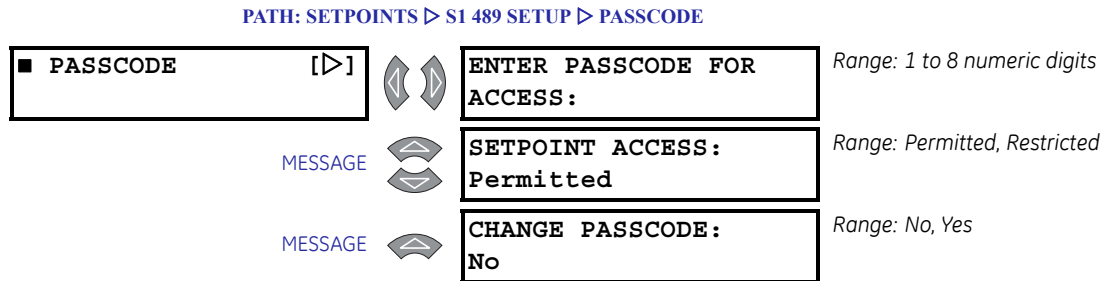 PATH: SETPOINTS ▷ S1 489 SETUP ▷ PASSCODE
■ PASSCODE [▷]
ENTER PASSCODE FOR
ACCESS:
Range: 1 to 8 numeric digits
MESSAGE
SETPOINT ACCESS:
Permitted
Range: Permitted, Restricted
MESSAGE
CHANGE PASSCODE:
No
Range: No, Yes